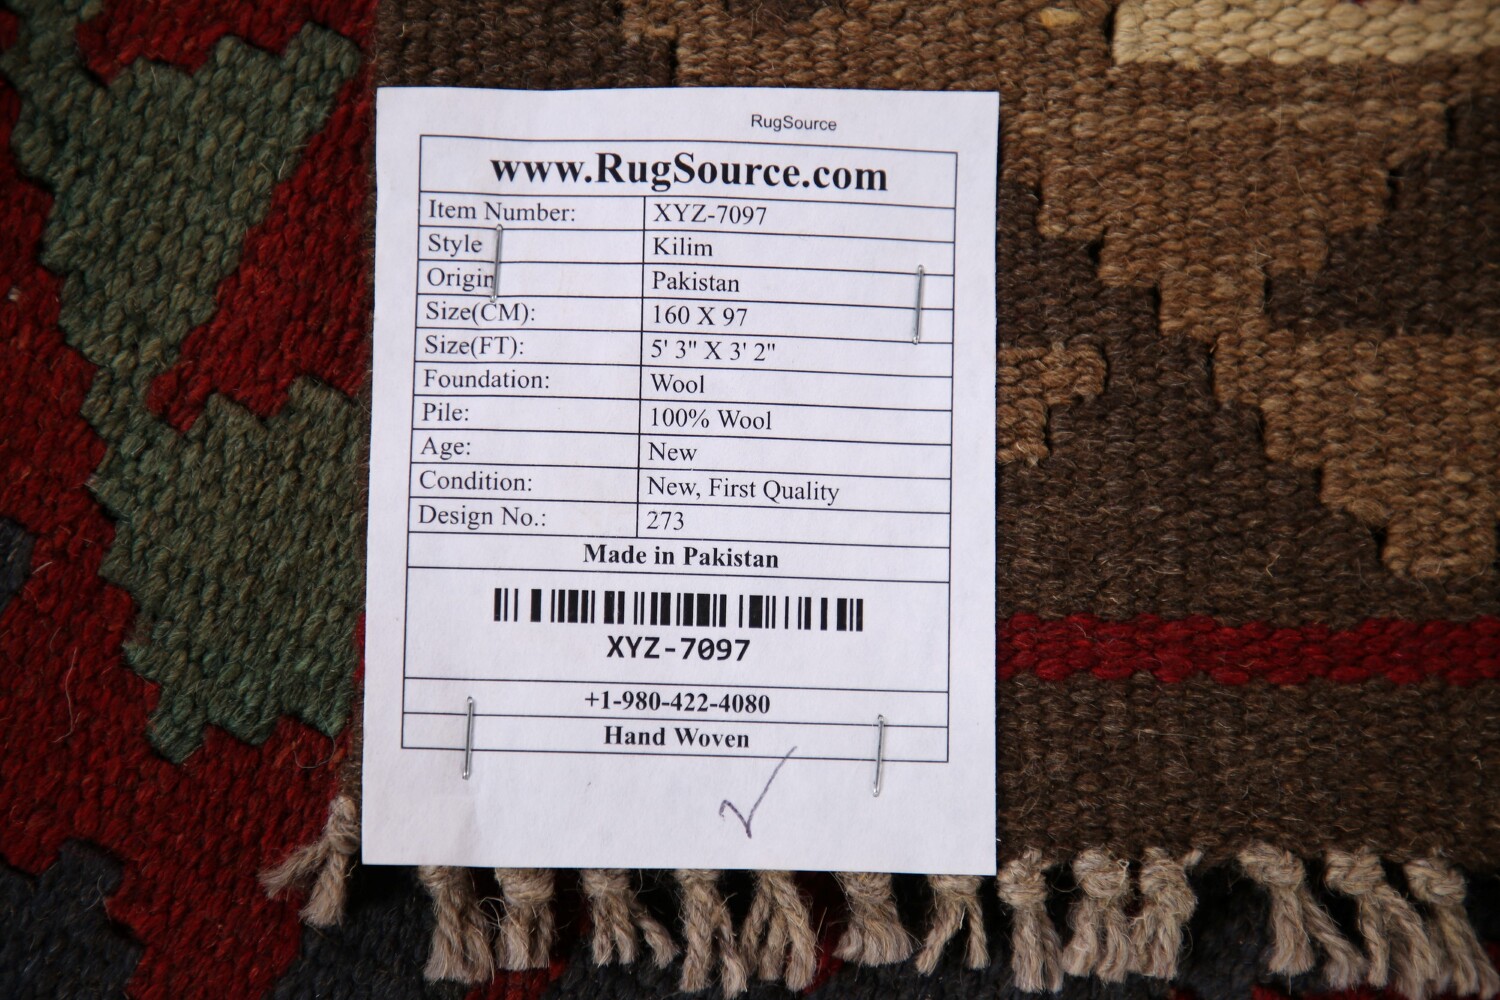 RugSource
www.RugSource.com
Item Number: XYZ-7097
Style Kilim
Origin Pakistan
Size(CM): 160 X 97
Size(FT): 5' 3" X 3' 2"
Foundation: Wool
Pile: 100% Wool
Age: New
Condition: New, First Quality
Design No.: 273
Made in Pakistan
XYZ-7097
+1-980-422-4080
Hand Woven